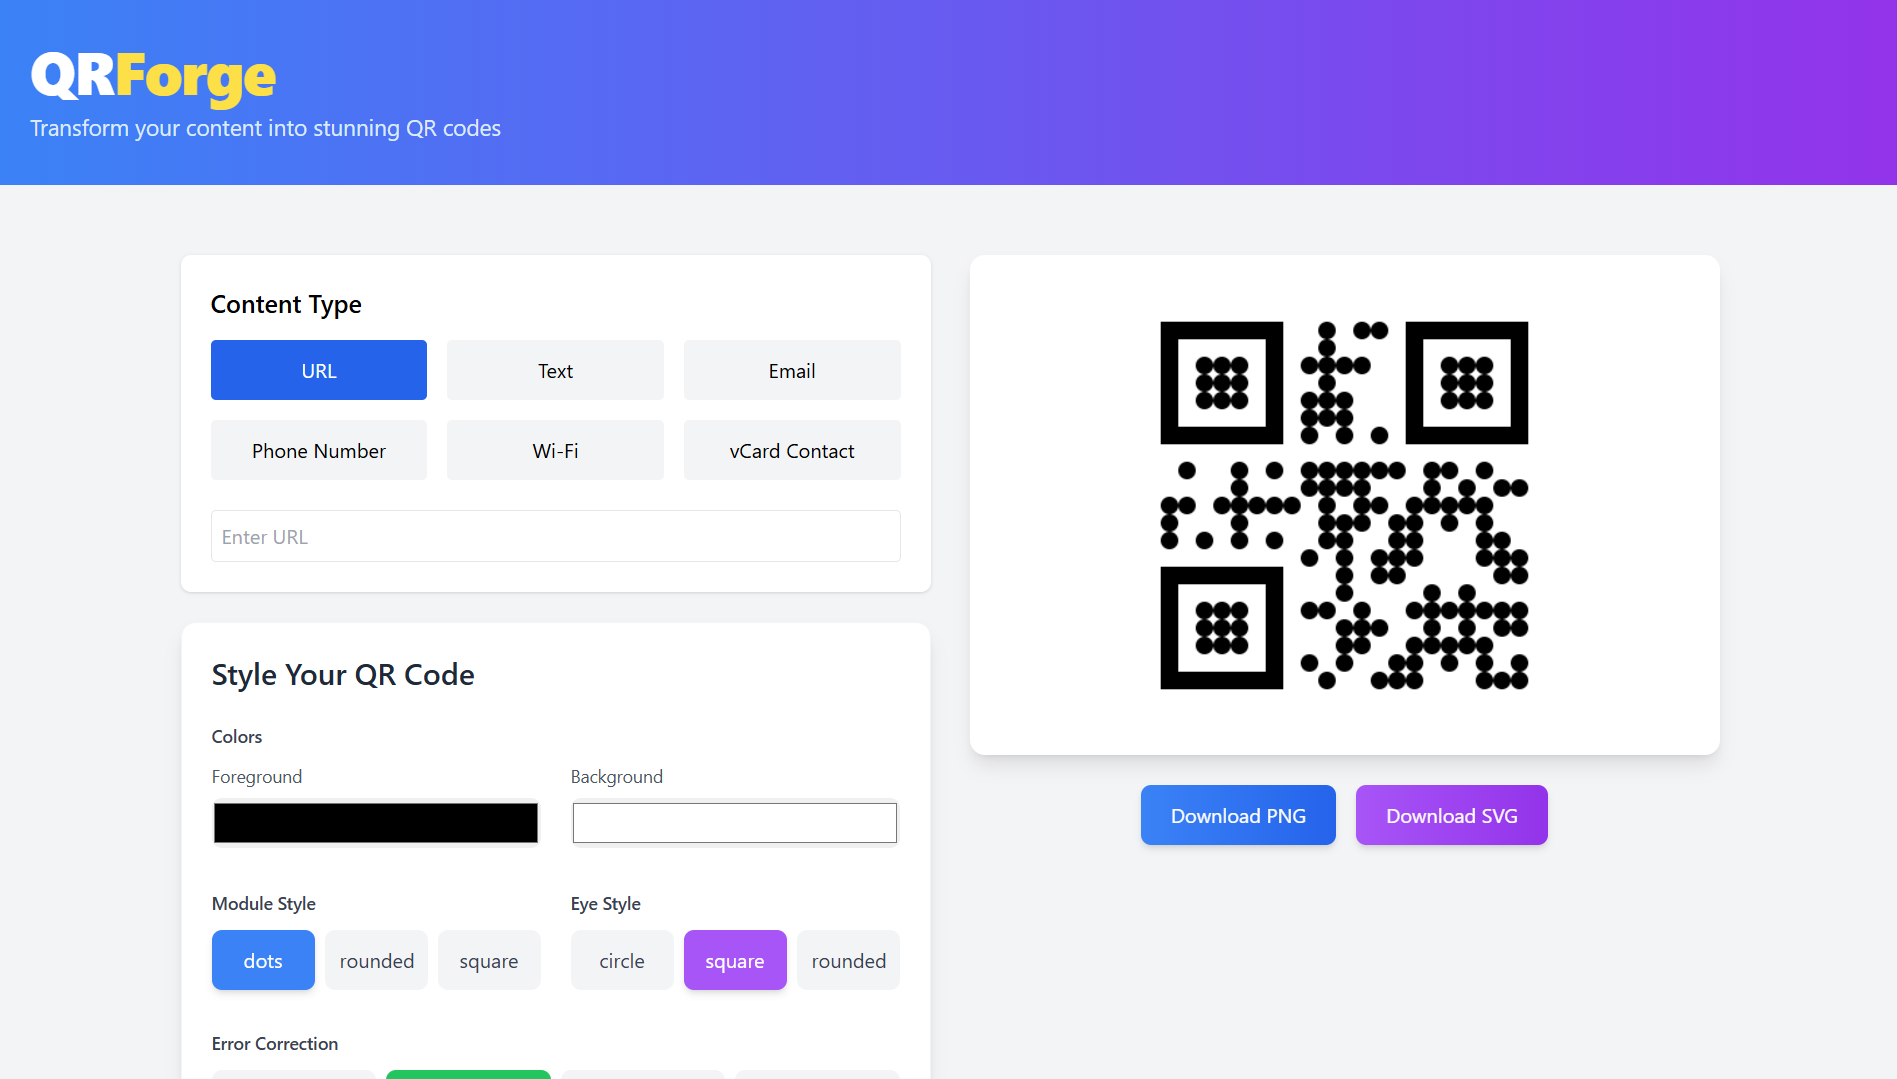 QRForge
Transform your content into stunning QR codes
Content Type
URL
Text
Email
Phone Number
Wi-Fi
vCard Contact
Enter URL
Style Your QR Code
Colors
Foreground
Background
Module Style
Eye Style
dots
rounded
square
circle
square
rounded
Error Correction
Download PNG
Download SVG